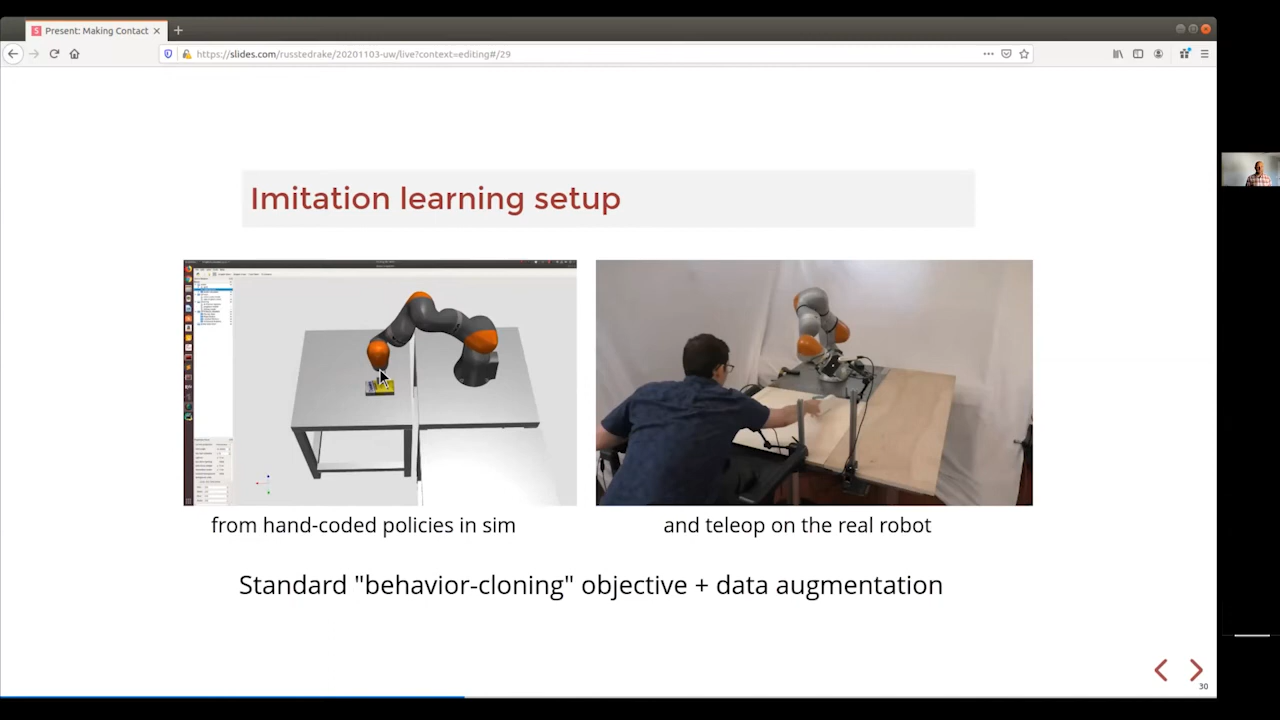 Present: Making Contact
https://slides.com/russtedrake/20201103-uw/live?context=editing#/29
Imitation learning setup
from hand-coded policies in sim
and teleop on the real robot
Standard "behavior-cloning" objective + data augmentation
30